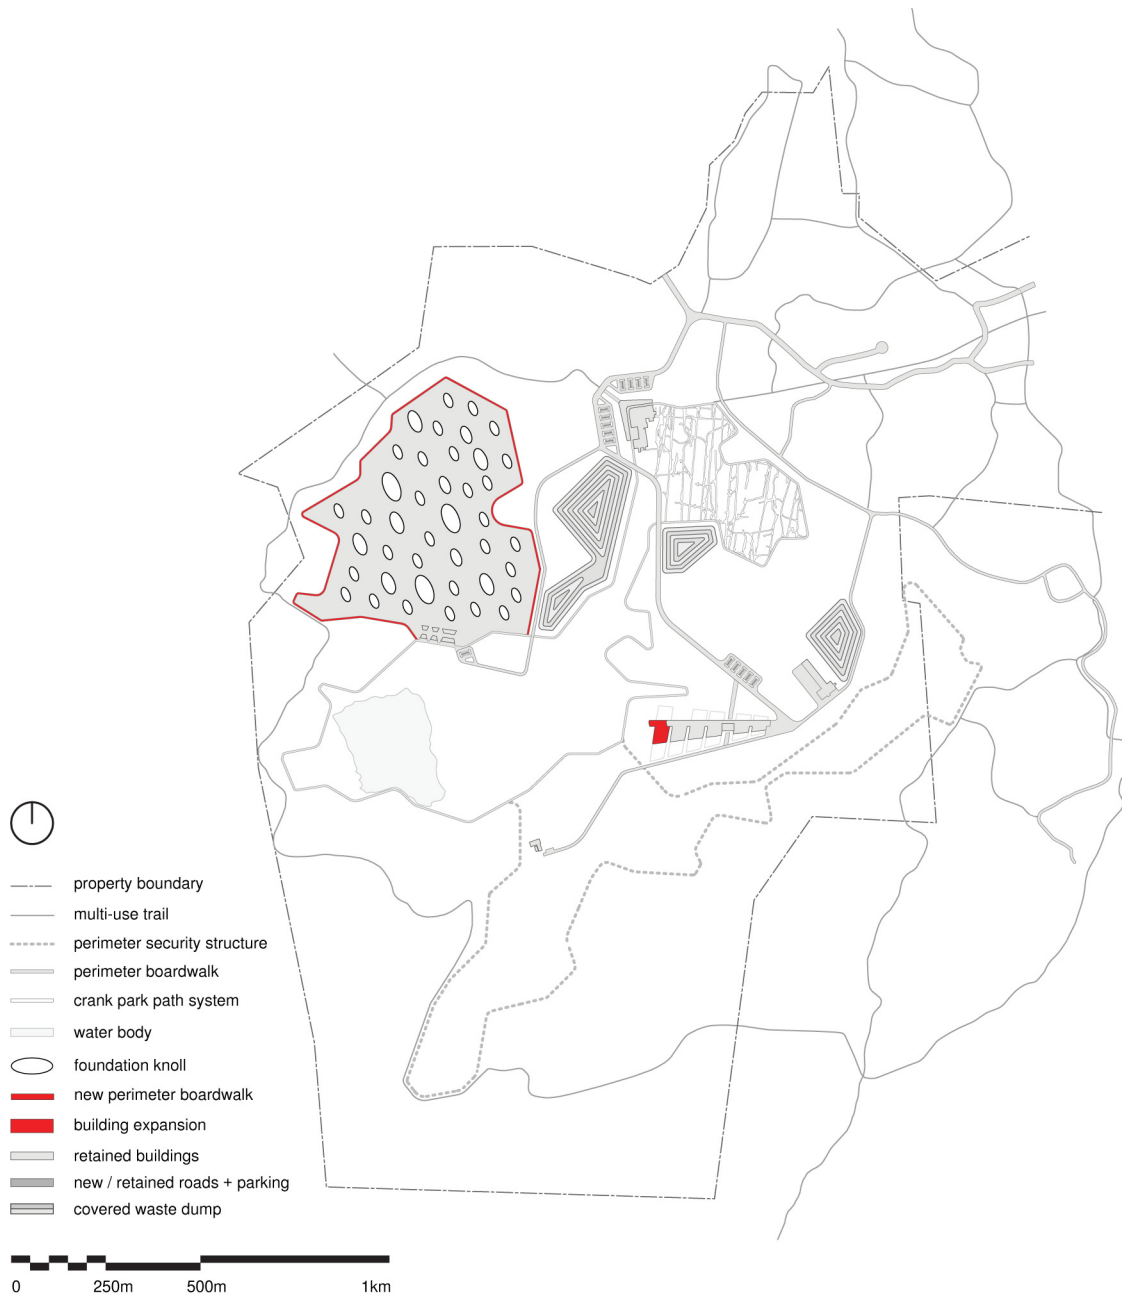 property boundary
multi-use trail
perimeter security structure
perimeter boardwalk
crank park path system
water body
foundation knoll
new perimeter boardwalk
building expansion
retained buildings
new / retained roads + parking
covered waste dump
0 250m 500m 1km